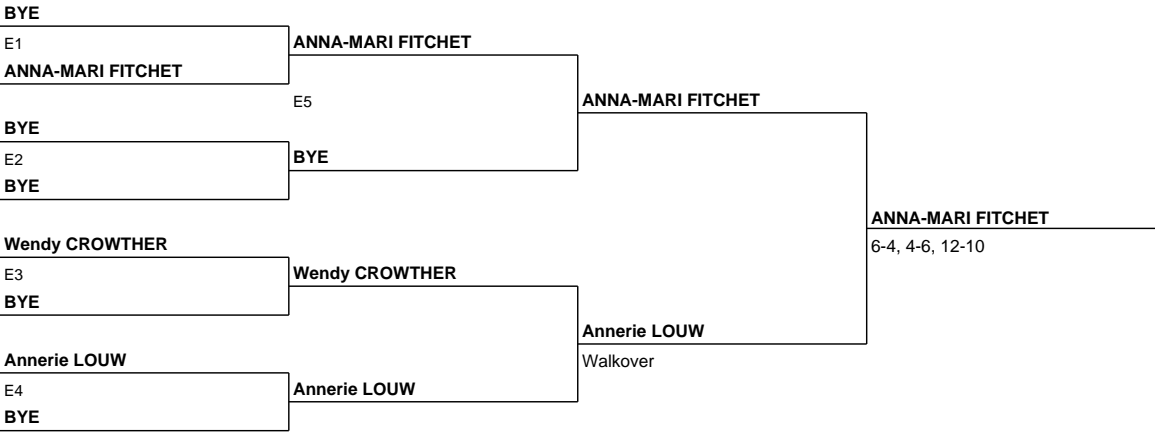 BYE
E1
ANNA-MARI FITCHET
ANNA-MARI FITCHET
E5
ANNA-MARI FITCHET
BYE
E2
BYE
BYE
ANNA-MARI FITCHET
6-4, 4-6, 12-10
Wendy CROWTHER
E3
Wendy CROWTHER
BYE
Annerie LOUW
Walkover
Annerie LOUW
E4
Annerie LOUW
BYE